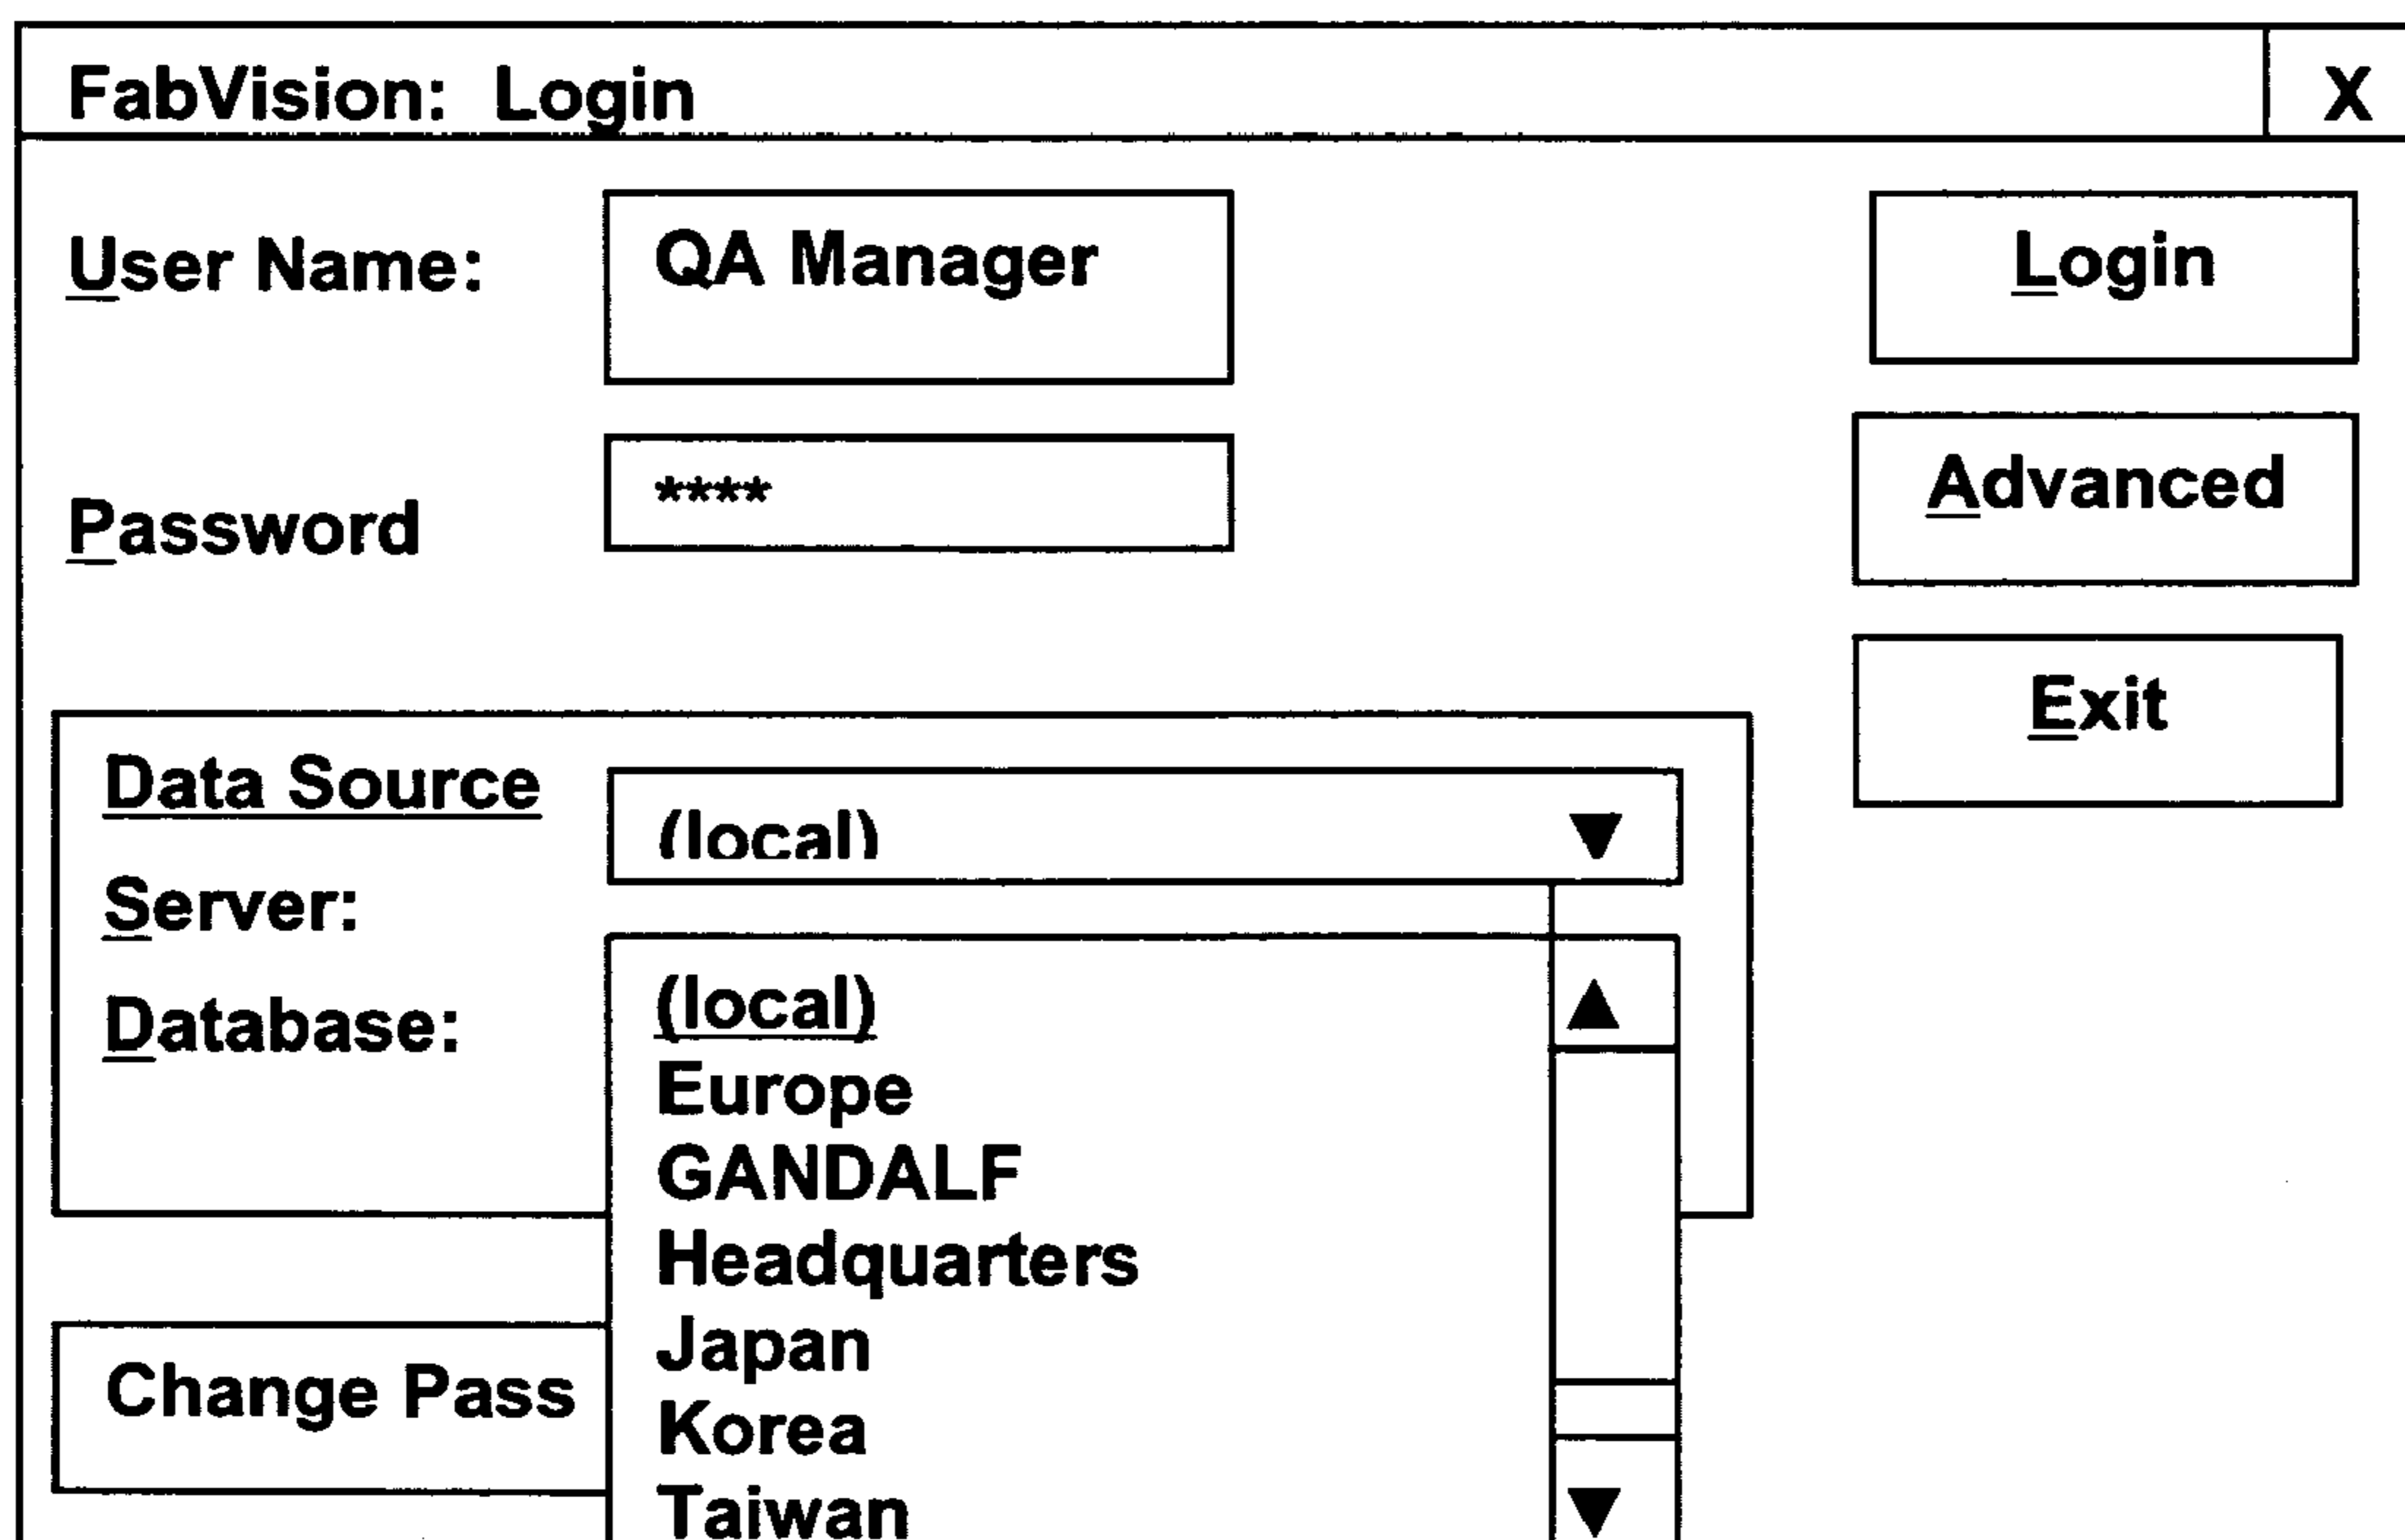 FabVision: Login X
User Name: QA Manager Login
Password **** Advanced
Exit
Data Source (local) ▼
Server:
Database:
(local) ▲
Europe
GANDALF
Headquarters
Japan
Change Pass
Korea
Taiwan ▼